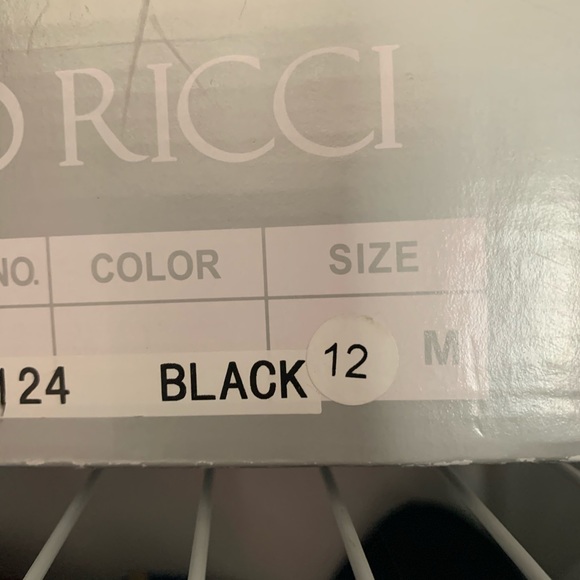 O RICCI
NO. COLOR SIZE
124 BLACK 12 M